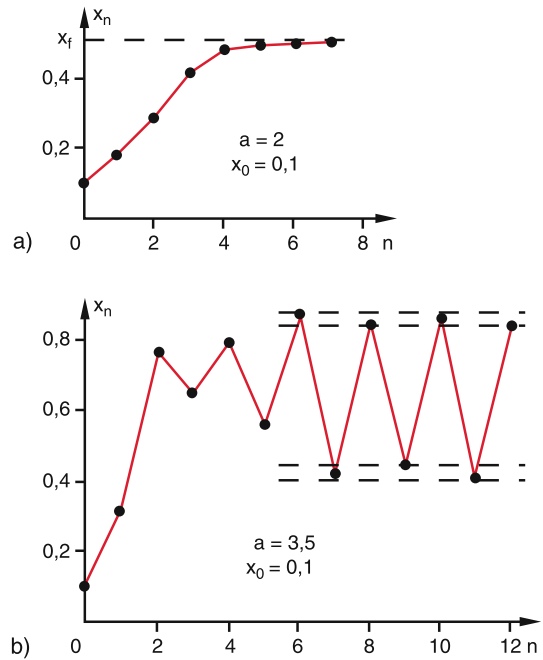 xₙ
x_f
0,4
0,2
a = 2
x₀ = 0,1
a)
0 2 4 6 8 n
xₙ
0,8
0,6
0,4
0,2
a = 3,5
x₀ = 0,1
b)
0 2 4 6 8 10 12 n